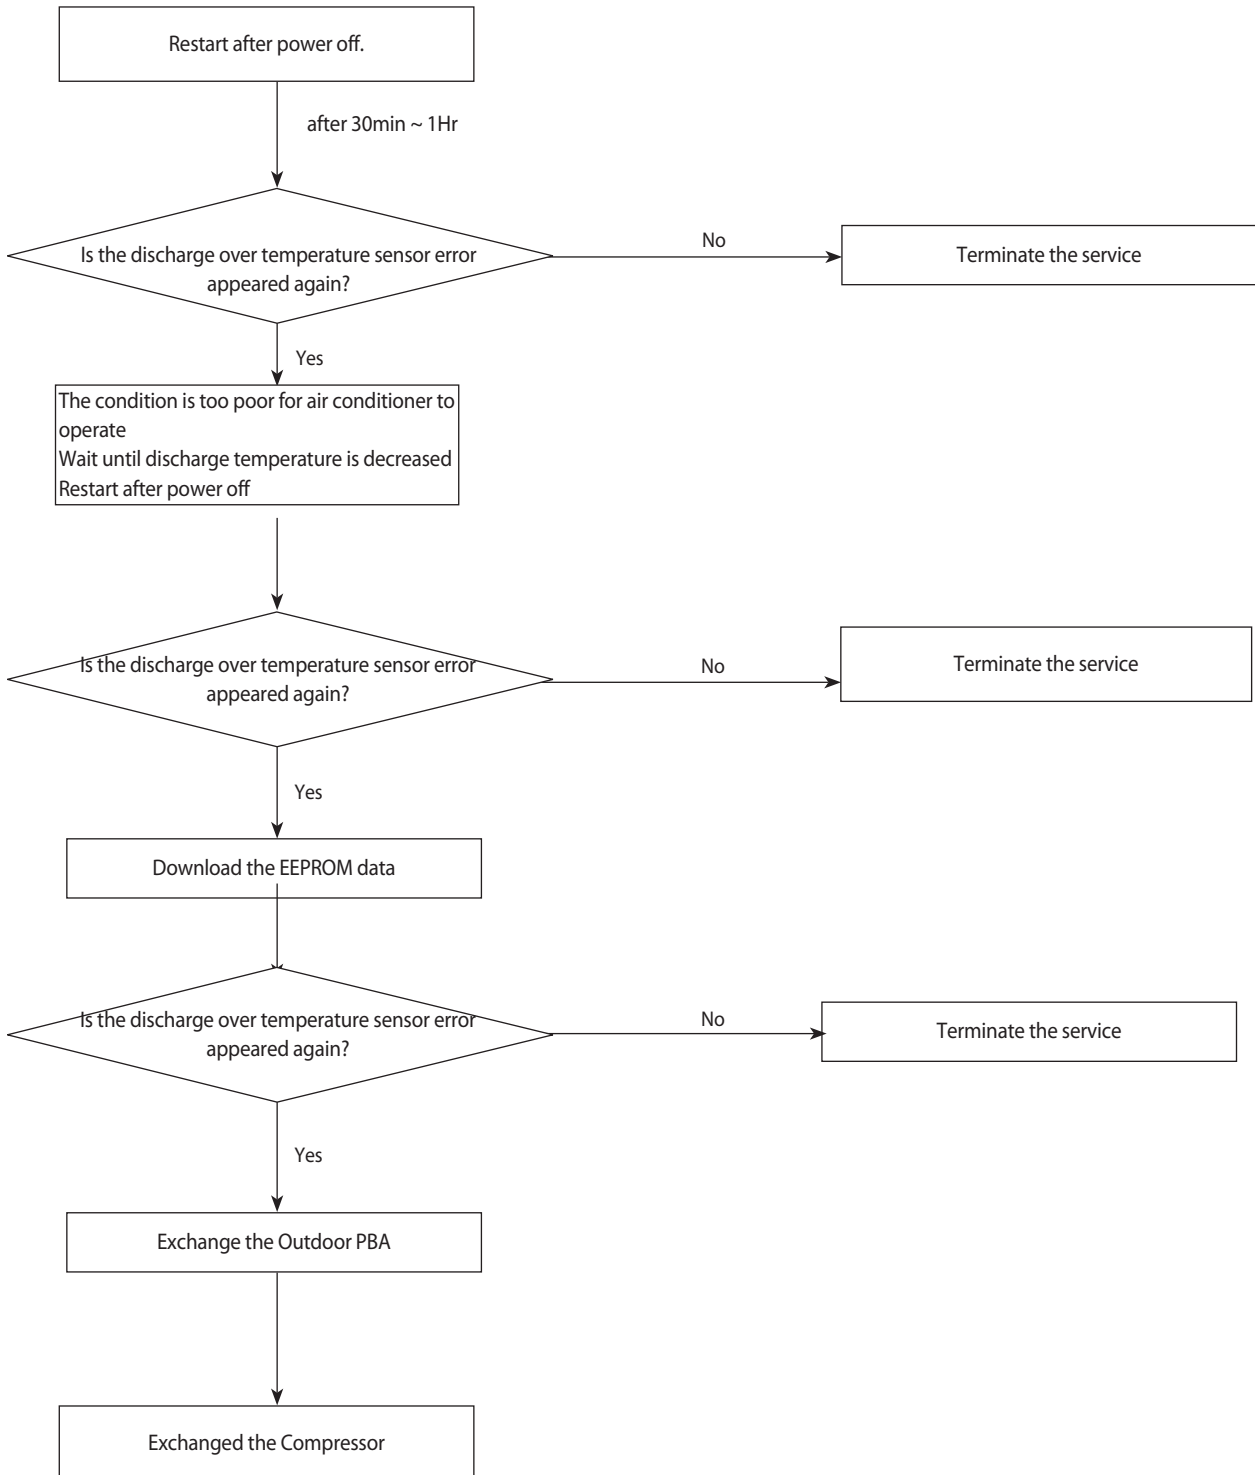 Restart after power off.
after 30min ~ 1Hr
Is the discharge over temperature sensor error
appeared again?
No
Terminate the service
Yes
The condition is too poor for air conditioner to
operate
Wait until discharge temperature is decreased
Restart after power off
Is the discharge over temperature sensor error
appeared again?
No
Terminate the service
Yes
Download the EEPROM data
Is the discharge over temperature sensor error
appeared again?
No
Terminate the service
Yes
Exchange the Outdoor PBA
Exchanged the Compressor